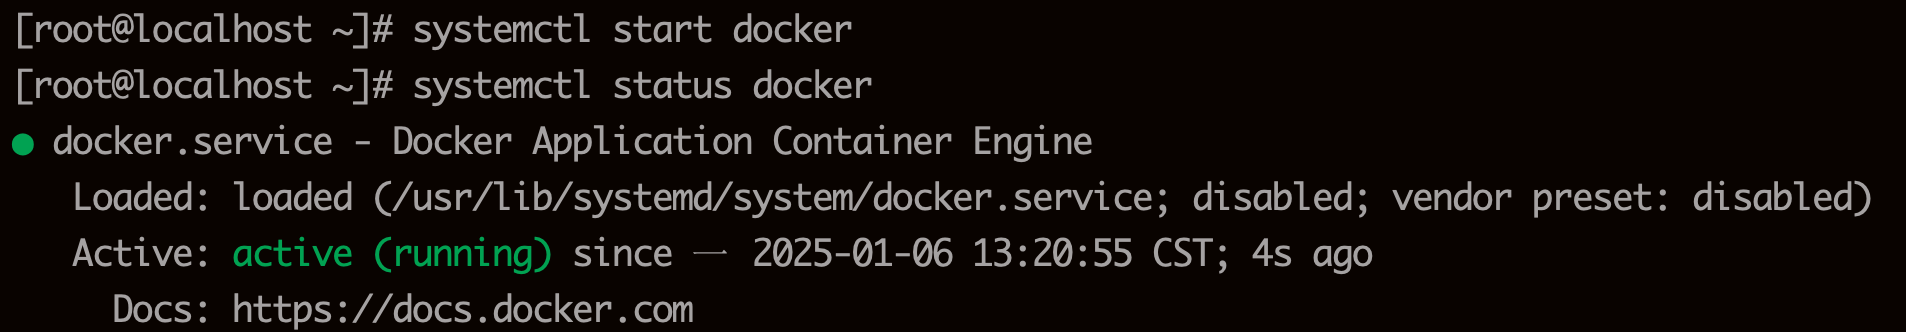 [root@localhost ~]# systemctl start docker
[root@localhost ~]# systemctl status docker
● docker.service - Docker Application Container Engine
   Loaded: loaded (/usr/lib/systemd/system/docker.service; disabled; vendor preset: disabled)
   Active: active (running) since 一 2025-01-06 13:20:55 CST; 4s ago
     Docs: https://docs.docker.com